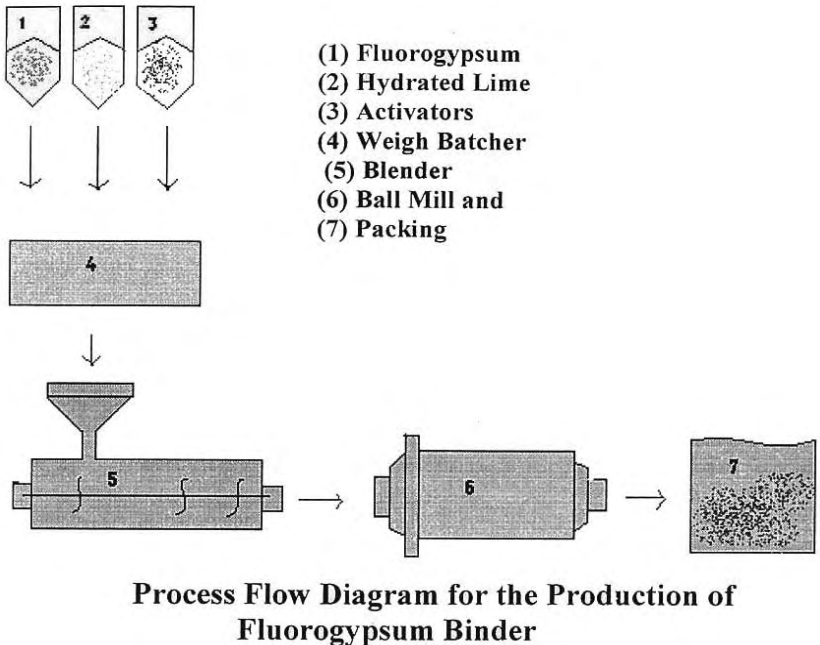 1 2 3
(1) Fluorogypsum
(2) Hydrated Lime
(3) Activators
(4) Weigh Batcher
(5) Blender
(6) Ball Mill and
(7) Packing
4
5
6
7
Process Flow Diagram for the Production of
Fluorogypsum Binder